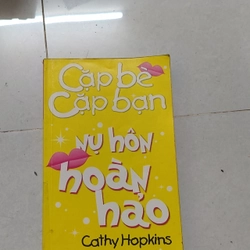 Cặp bè
Cặp bạn
nụ hôn
hoàn
hảo
Cathy Hopkins